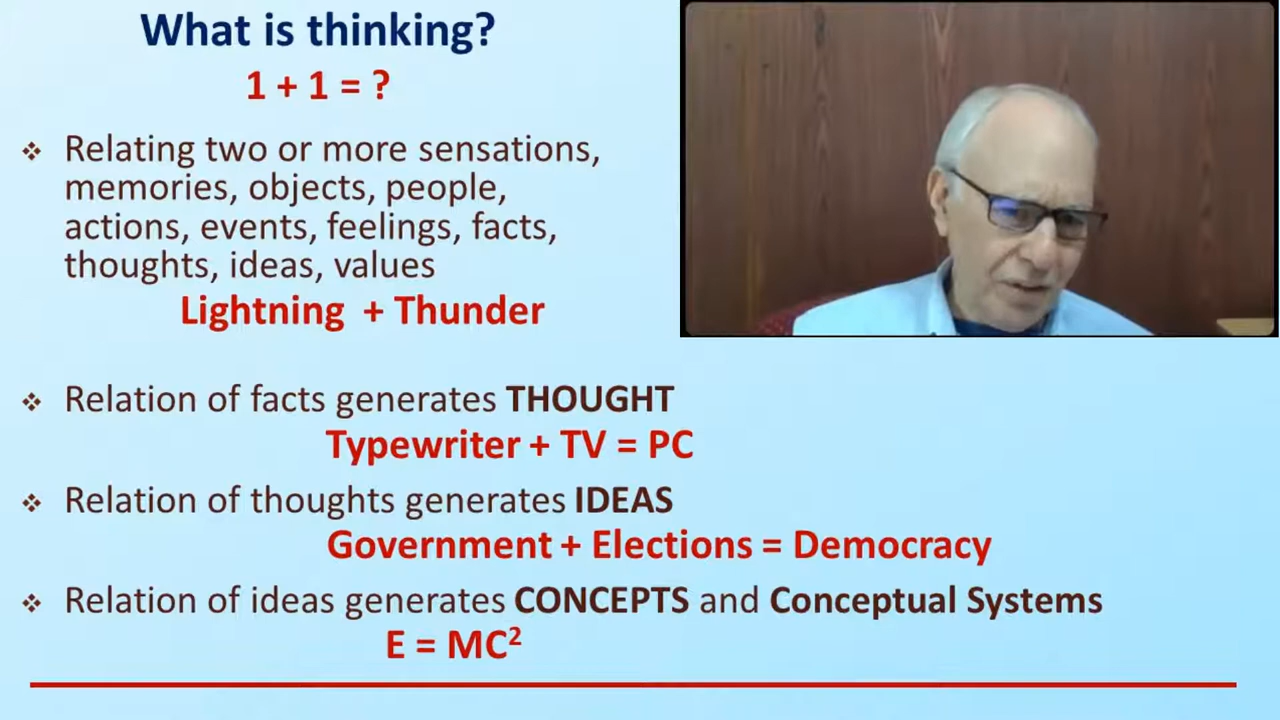 What is thinking?
1 + 1 = ?
❖ Relating two or more sensations,
memories, objects, people,
actions, events, feelings, facts,
thoughts, ideas, values
Lightning + Thunder
❖ Relation of facts generates THOUGHT
Typewriter + TV = PC
❖ Relation of thoughts generates IDEAS
Government + Elections = Democracy
❖ Relation of ideas generates CONCEPTS and Conceptual Systems
E = MC²